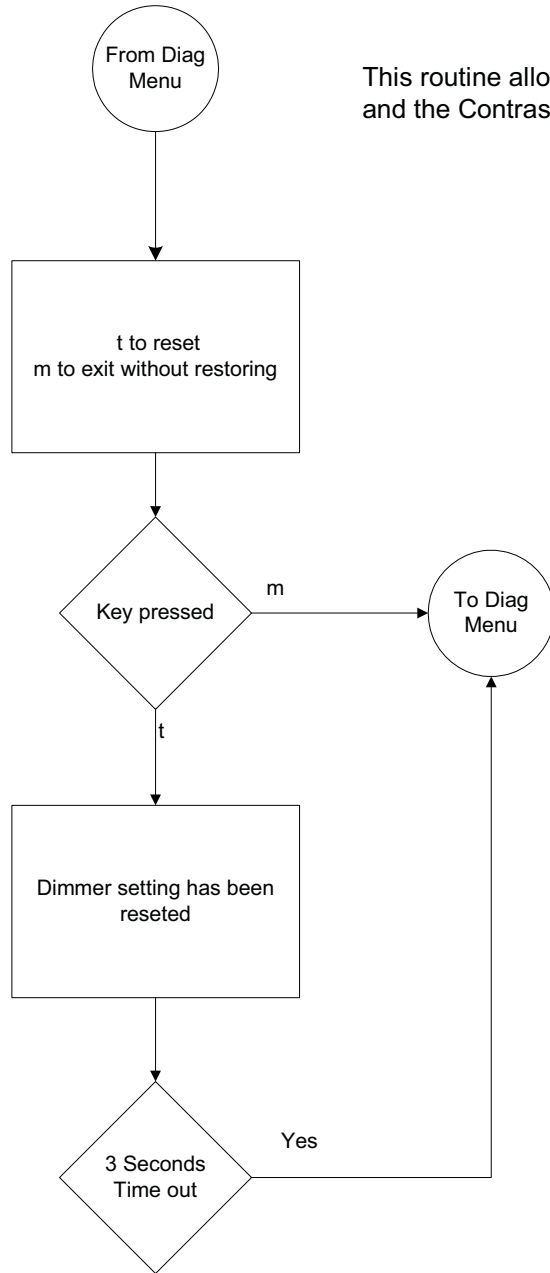 From Diag
Menu
This routine allo
and the Contras
t to reset
m to exit without restoring
Key pressed
m
To Diag
Menu
t
Dimmer setting has been
reseted
3 Seconds
Time out
Yes